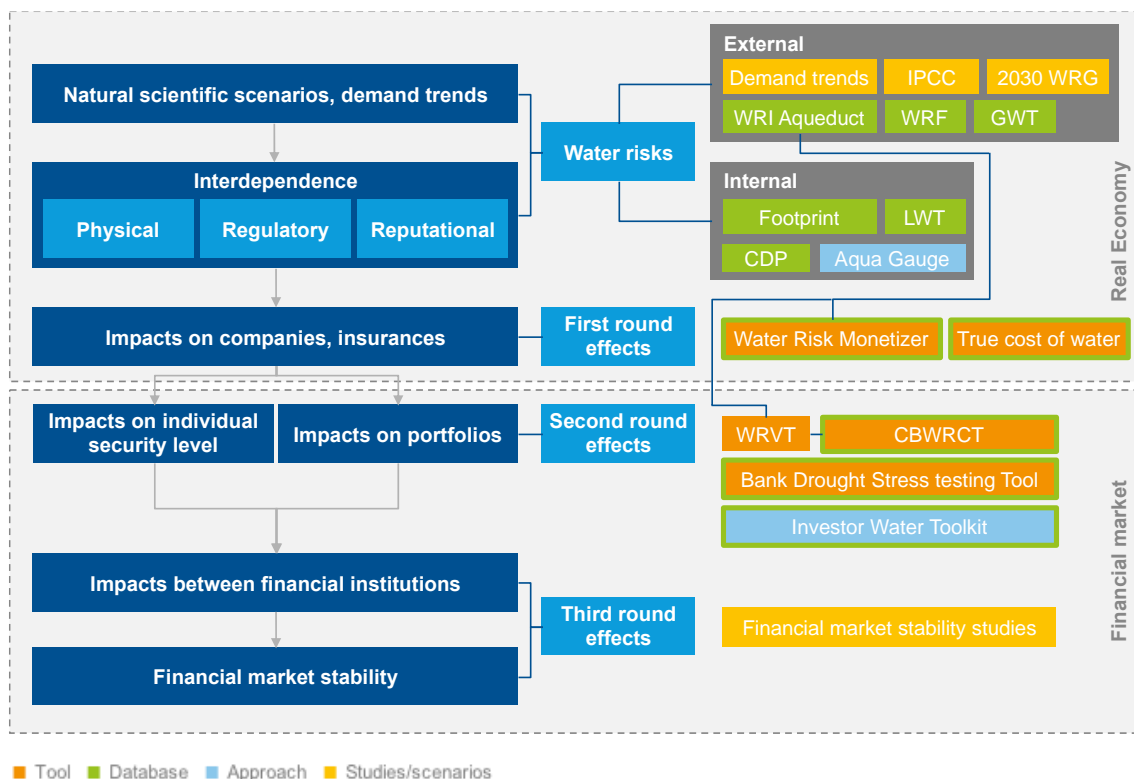 External
Demand trends
IPCC
2030 WRG
WRI Aqueduct
WRF
GWT
Natural scientific scenarios, demand trends
Water risks
Interdependence
Physical
Regulatory
Reputational
Internal
Footprint
LWT
CDP
Aqua Gauge
Real Economy
Impacts on companies, insurances
First round
effects
Water Risk Monetizer
True cost of water
Impacts on individual
security level
Impacts on portfolios
Second round
effects
WRVT
CBWRCT
Bank Drought Stress testing Tool
Investor Water Toolkit
Financial market
Impacts between financial institutions
Third round
effects
Financial market stability studies
Financial market stability
Tool
Database
Approach
Studies/scenarios